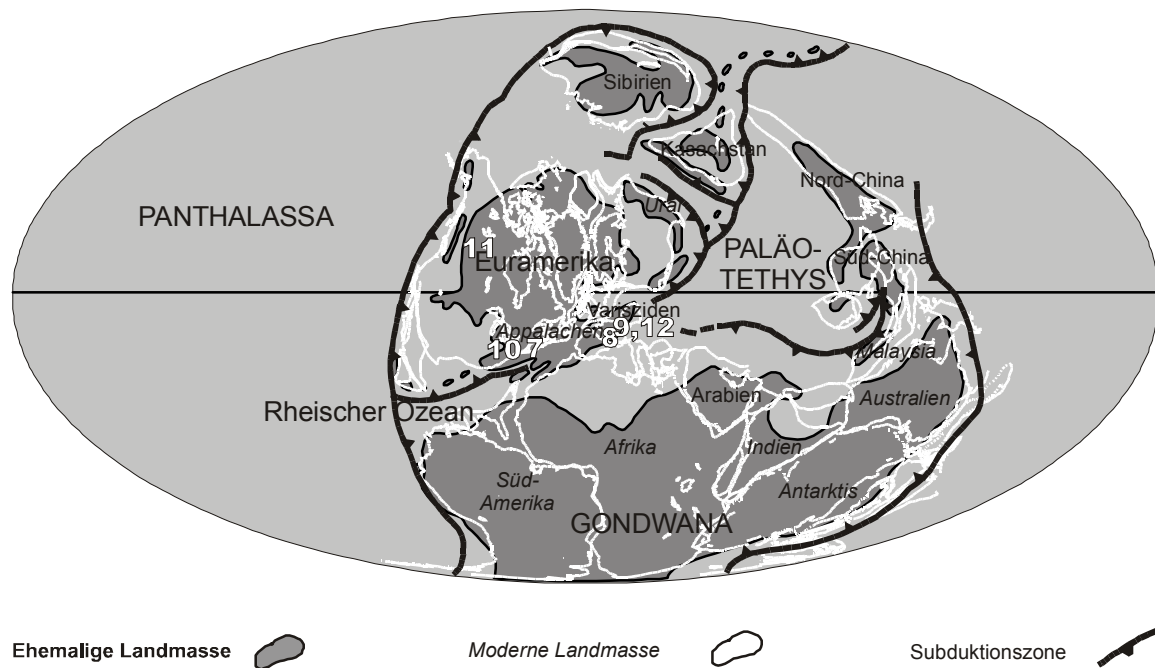 Sibirien
Kasachstan
Nord-China
PANTHALASSA
Ural
11
Euramerika
PALÄO-
TETHYS
Süd-China
Varisziden
Appalachen
9,12
8
10 7
Malaysia
Rheischer Ozean
Arabien
Australien
Afrika
Indien
Süd-
Amerika
Antarktis
GONDWANA
Ehemalige Landmasse
Moderne Landmasse
Subduktionszone